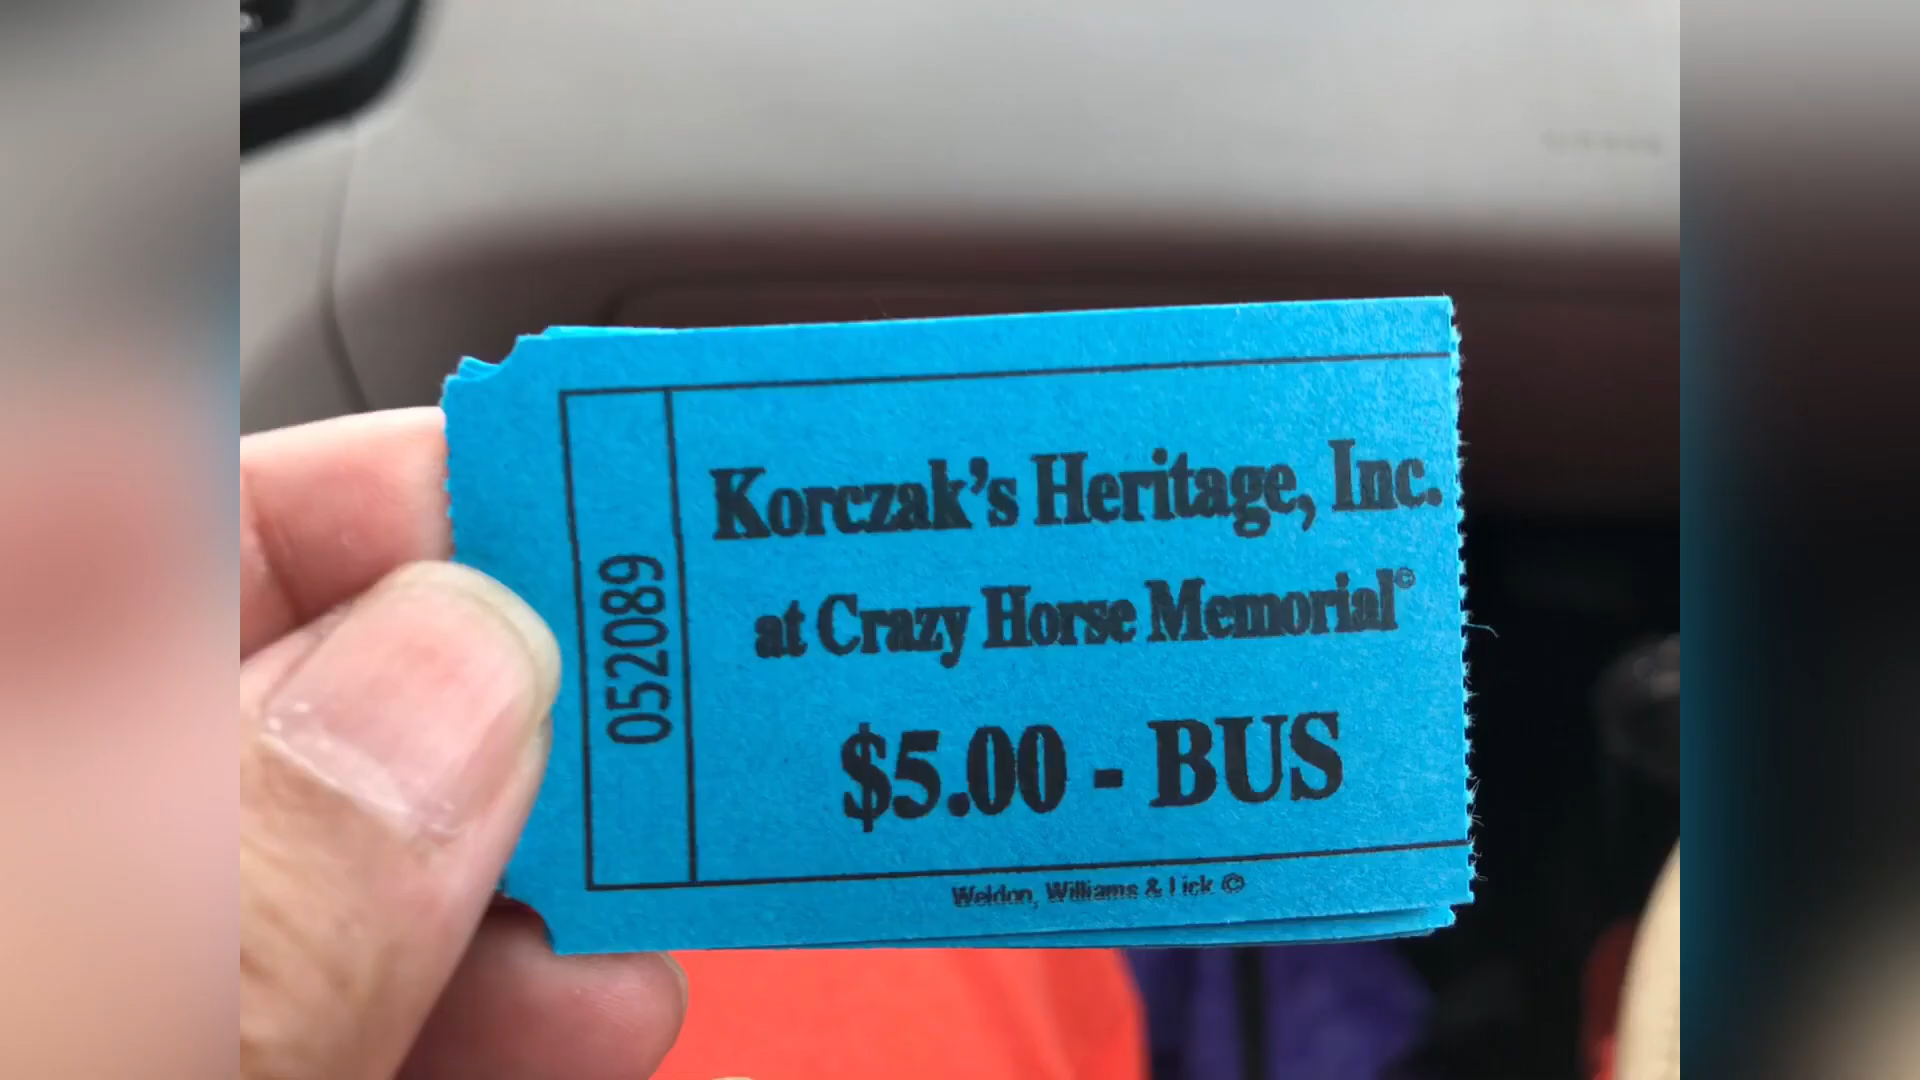 052089
Korczak's Heritage, Inc.
at Crazy Horse Memorial©
$5.00 - BUS
Weldon, Williams & Lick ©